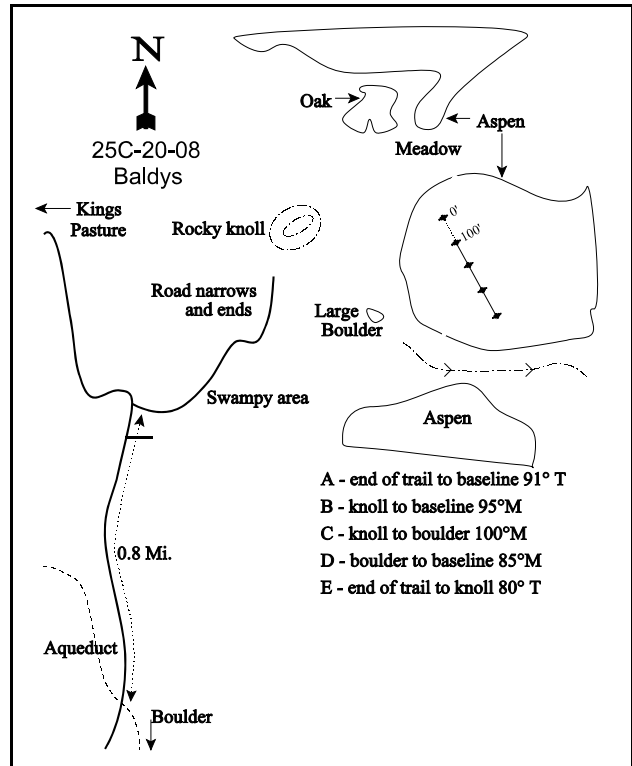 N
25C-20-08
Baldys
Oak
Aspen
Meadow
Kings
Pasture
Rocky knoll
0'
100'
Road narrows
and ends
Large
Boulder
Swampy area
Aspen
A - end of trail to baseline 91° T
B - knoll to baseline 95°M
C - knoll to boulder 100°M
D - boulder to baseline 85°M
E - end of trail to knoll 80° T
0.8 Mi.
Aqueduct
Boulder